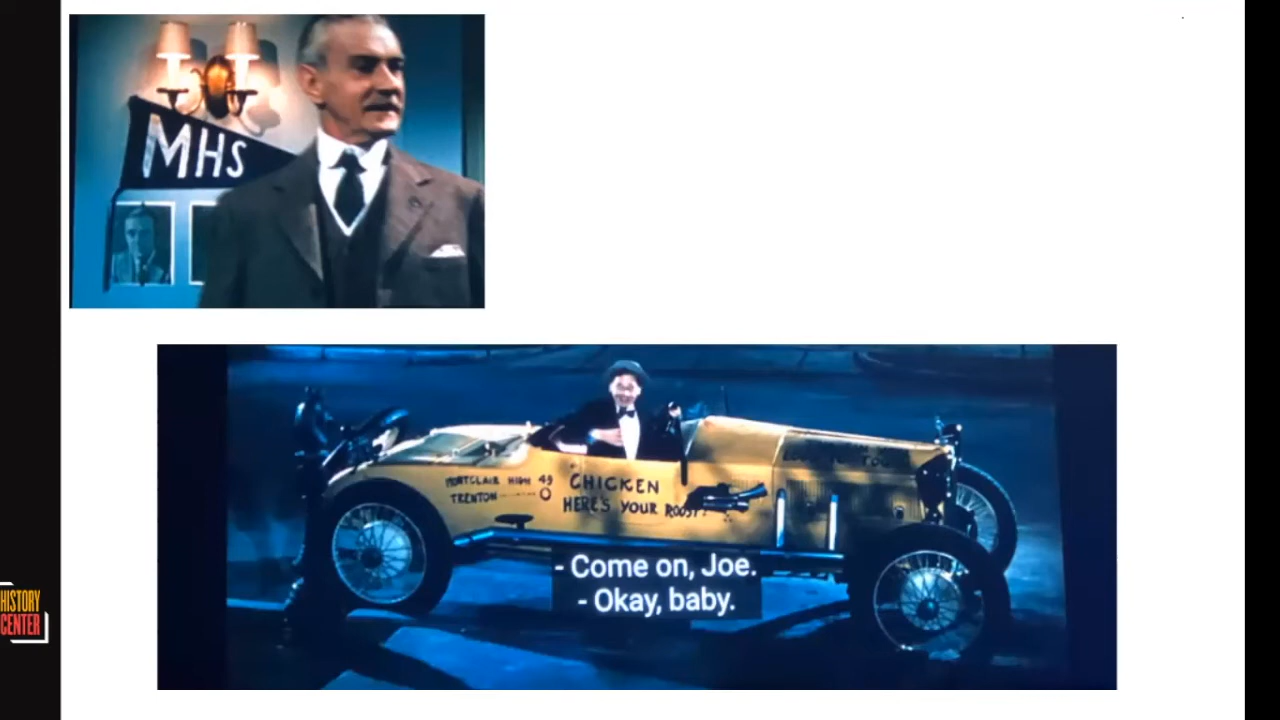 MHS
MONTCLAIR HIGH 49
TRENTON 0
CHICKEN
HERE'S YOUR ROOST!
- Come on, Joe.
- Okay, baby.
HISTORY
CENTER